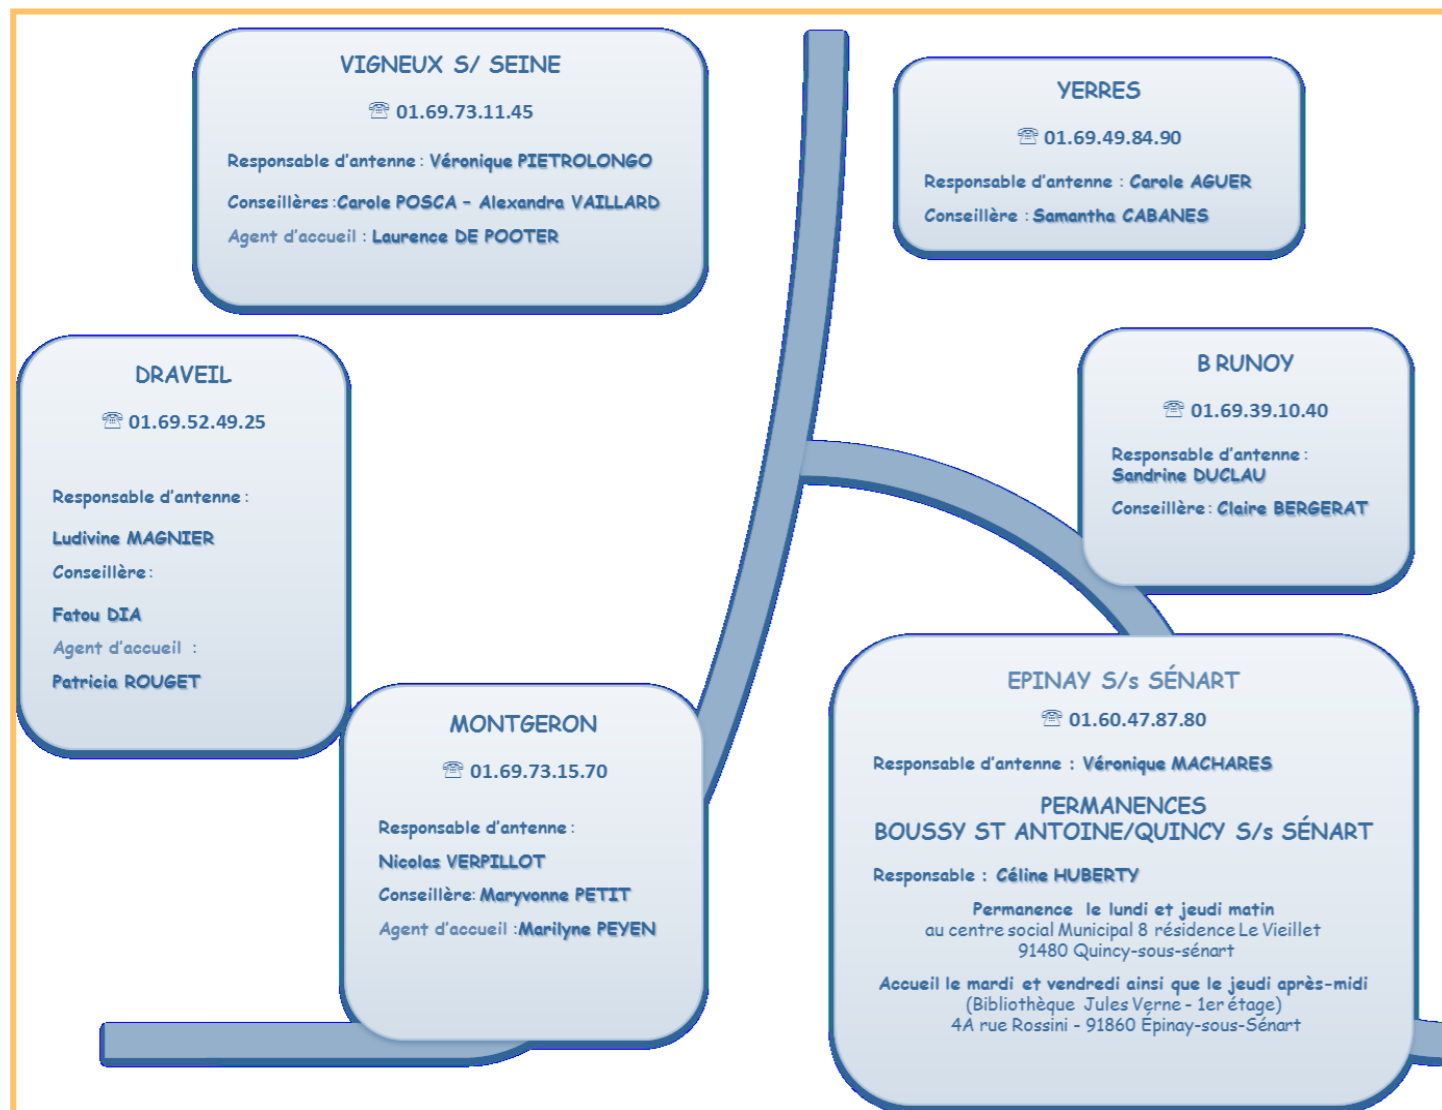 VIGNEUX S/ SEINE
☏ 01.69.73.11.45
Responsable d'antenne : Véronique PIETROLONGO
Conseillères :Carole POSCA – Alexandra VAILLARD
Agent d'accueil : Laurence DE POOTER
YERRES
☏ 01.69.49.84.90
Responsable d'antenne : Carole AGUER
Conseillère : Samantha CABANES
DRAVEIL
☏ 01.69.52.49.25
Responsable d'antenne :
Ludivine MAGNIER
Conseillère :
Fatou DIA
Agent d'accueil :
Patricia ROUGET
B RUNOY
☏ 01.69.39.10.40
Responsable d'antenne :
Sandrine DUCLAU
Conseillère : Claire BERGERAT
MONTGERON
☏ 01.69.73.15.70
Responsable d'antenne :
Nicolas VERPILLOT
Conseillère: Maryvonne PETIT
Agent d'accueil :Marilyne PEYEN
EPINAY S/s SÉNART
☏ 01.60.47.87.80
Responsable d'antenne : Véronique MACHARES
PERMANENCES
BOUSSY ST ANTOINE/QUINCY S/s SÉNART
Responsable : Céline HUBERTY
Permanence le lundi et jeudi matin
au centre social Municipal 8 résidence Le Vieillet
91480 Quincy-sous-sénart
Accueil le mardi et vendredi ainsi que le jeudi après-midi
(Bibliothèque Jules Verne - 1er étage)
4A rue Rossini - 91860 Épinay-sous-Sénart